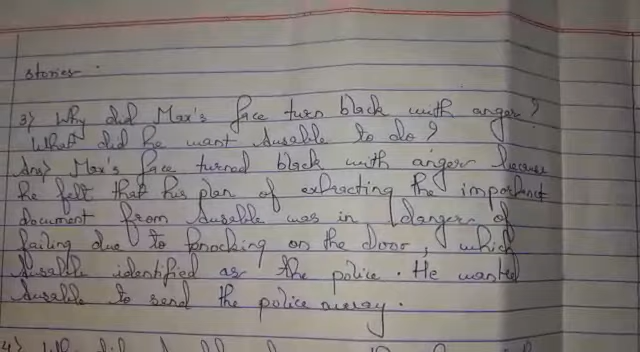 stories.
3) Why did Max's face turn black with anger?
What did he want Ausable to do?
Ans) Max's face turned black with anger because
he felt that his plan of extracting the important
document from Ausable was in danger of
failing due to knocking on the door, which
Ausable identified as the police. He wanted
Ausable to send the police away.
4) Why did